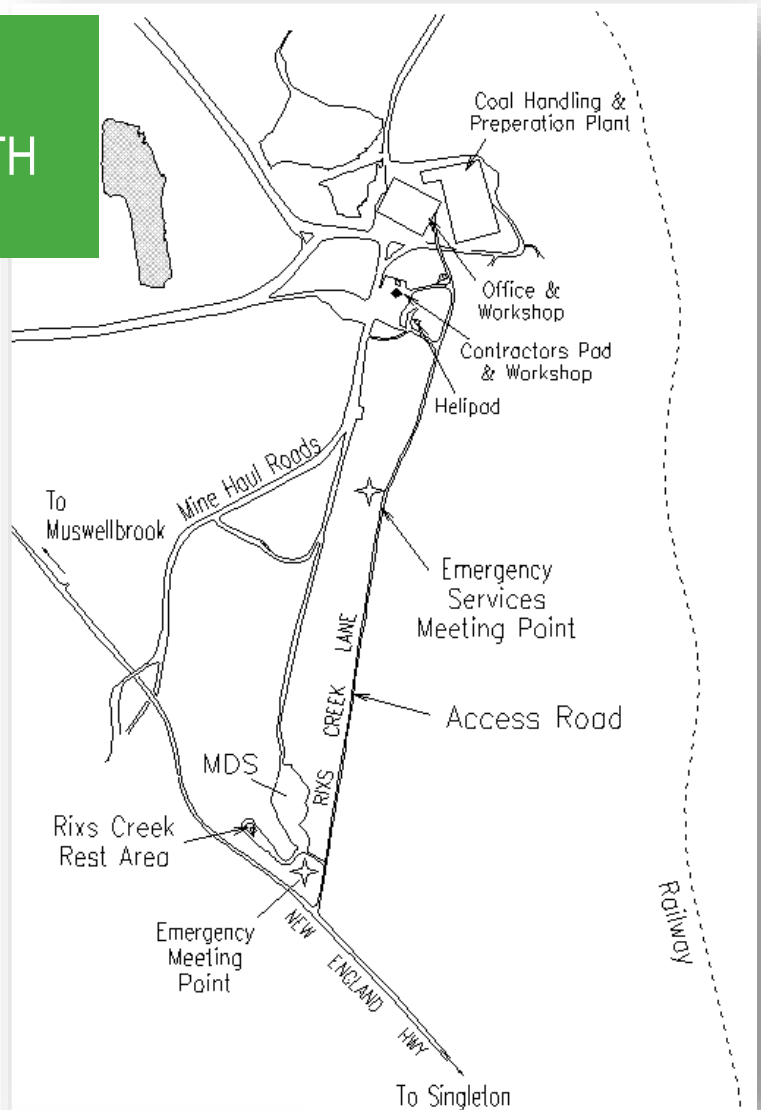 TH
Coal Handling &
Preperation Plant
Office &
Workshop
Contractors Pad
& Workshop
Helipad
Mine Haul Roads
To
Muswellbrook
Emergency
Services
Meeting Point
RIXS CREEK LANE
Access Road
MDS
Rixs Creek
Rest Area
Emergency
Meeting
Point
NEW ENGLAND HWY
Railway
To Singleton